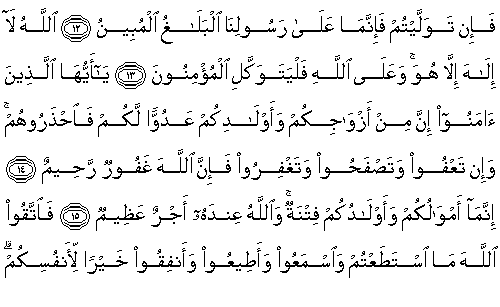 فَإِن تَوَلَّيْتُمْ فَإِنَّمَا عَلَىٰ رَسُولِنَا ٱلْبَلَـٰغُ ٱلْمُبِينُ ١٢ ٱللَّهُ لَآ
إِلَـٰهَ إِلَّا هُوَ ۚ وَعَلَى ٱللَّهِ فَلْيَتَوَكَّلِ ٱلْمُؤْمِنُونَ ١٣ يَـٰٓأَيُّهَا ٱلَّذِينَ
ءَامَنُوٓا۟ إِنَّ مِنْ أَزْوَٰجِكُمْ وَأَوْلَـٰدِكُمْ عَدُوًّا لَّكُمْ فَٱحْذَرُوهُمْ ۚ
وَإِن تَعْفُوا۟ وَتَصْفَحُوا۟ وَتَغْفِرُوا۟ فَإِنَّ ٱللَّهَ غَفُورٌ رَّحِيمٌ ١٤
إِنَّمَآ أَمْوَٰلُكُمْ وَأَوْلَـٰدُكُمْ فِتْنَةٌ ۚ وَٱللَّهُ عِندَهُۥٓ أَجْرٌ عَظِيمٌ ١٥ فَٱتَّقُوا۟
ٱللَّهَ مَا ٱسْتَطَعْتُمْ وَٱسْمَعُوا۟ وَأَطِيعُوا۟ وَأَنفِقُوا۟ خَيْرًا لِّأَنفُسِكُمْ ۗ